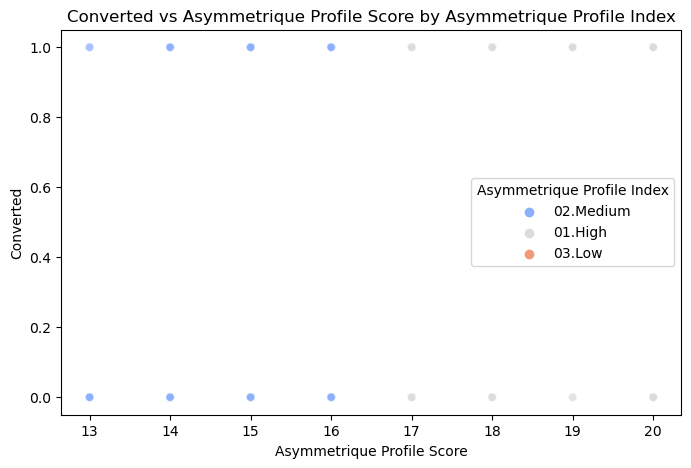 Converted vs Asymmetrique Profile Score by Asymmetrique Profile Index
1.0
0.8
0.6
0.4
0.2
0.0
Converted
Asymmetrique Profile Index
02.Medium
01.High
03.Low
13 14 15 16 17 18 19 20
Asymmetrique Profile Score